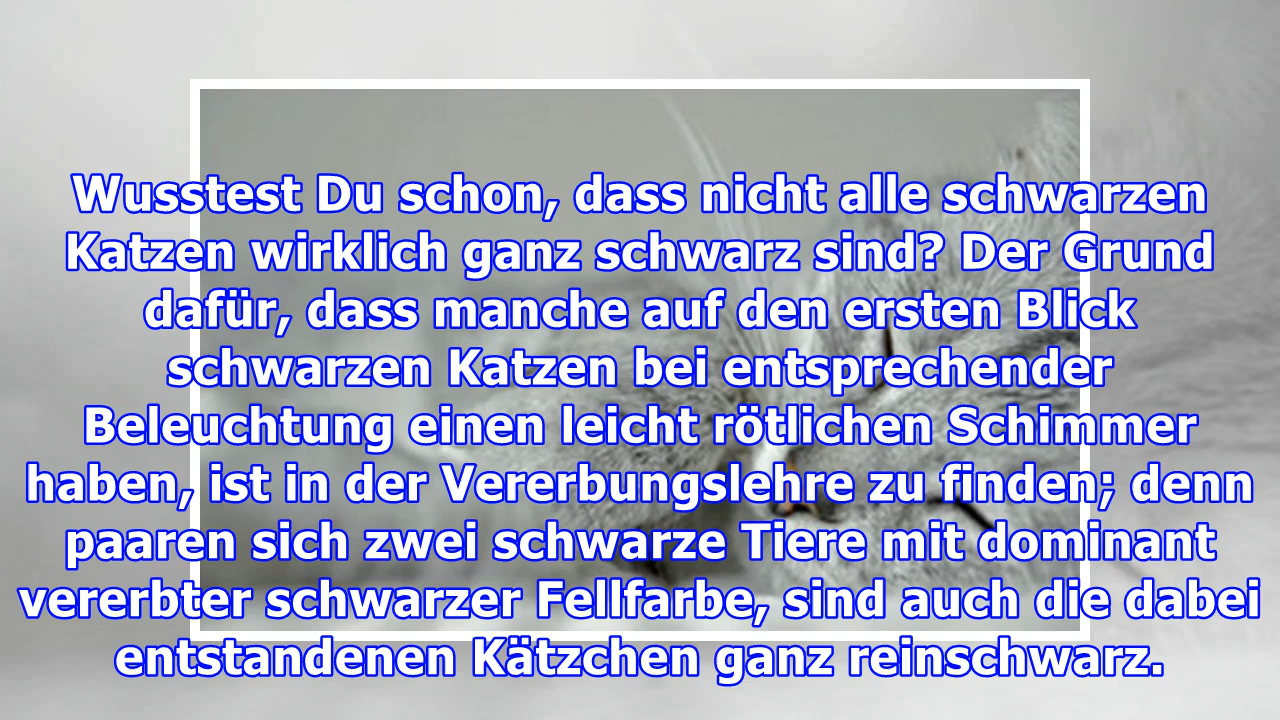 Wusstest Du schon, dass nicht alle schwarzen
Katzen wirklich ganz schwarz sind? Der Grund
dafür, dass manche auf den ersten Blick
schwarzen Katzen bei entsprechender
Beleuchtung einen leicht rötlichen Schimmer
haben, ist in der Vererbungslehre zu finden; denn
paaren sich zwei schwarze Tiere mit dominant
vererbter schwarzer Fellfarbe, sind auch die dabei
entstandenen Kätzchen ganz reinschwarz.